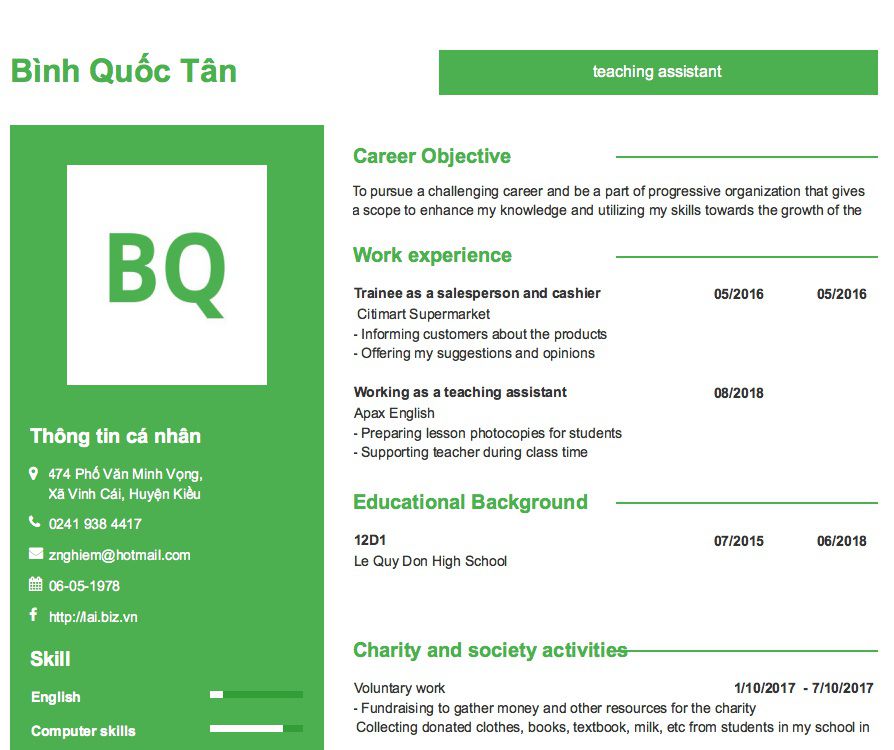 Bình Quốc Tân
teaching assistant
BQ
Thông tin cá nhân
474 Phố Văn Minh Vọng,
Xã Vinh Cái, Huyện Kiều
0241 938 4417
znghiem@hotmail.com
06-05-1978
http://lai.biz.vn
Skill
English
Computer skills
Career Objective
To pursue a challenging career and be a part of progressive organization that gives
a scope to enhance my knowledge and utilizing my skills towards the growth of the
Work experience
Trainee as a salesperson and cashier 05/2016 05/2016
Citimart Supermarket
- Informing customers about the products
- Offering my suggestions and opinions
Working as a teaching assistant 08/2018
Apax English
- Preparing lesson photocopies for students
- Supporting teacher during class time
Educational Background
12D1 07/2015 06/2018
Le Quy Don High School
Charity and society activities
Voluntary work 1/10/2017 - 7/10/2017
- Fundraising to gather money and other resources for the charity
Collecting donated clothes, books, textbook, milk, etc from students in my school in